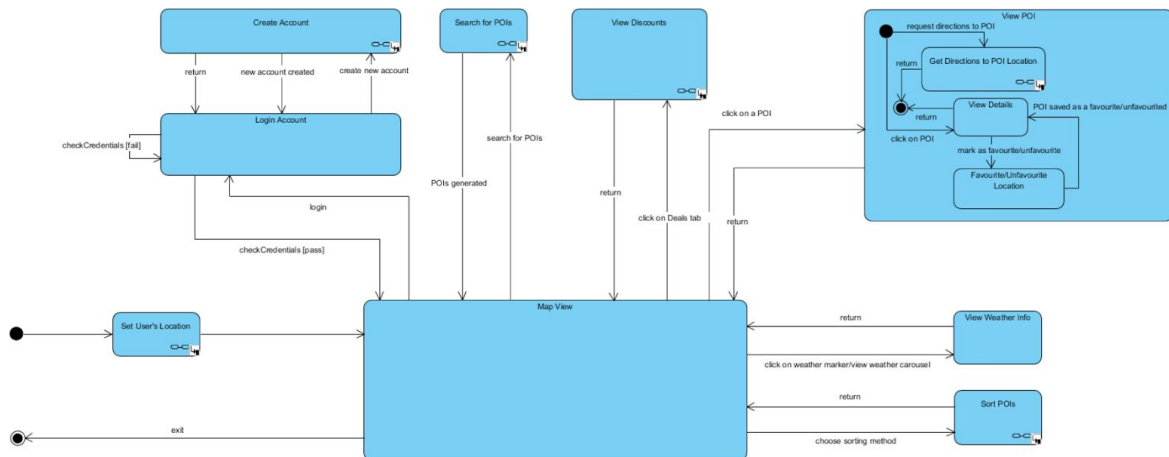 Create Account
Search for POIs
View Discounts
View POI
request directions to POI
return
new account created
create new account
Get Directions to POI Location
return
View Details
POI saved as a favourite/unfavourited
return
Login Account
click on a POI
click on POI
checkCredentials [fail]
search for POIs
mark as favourite/unfavourite
Favourite/Unfavourite
Location
POIs generated
return
login
click on Deals tab
return
checkCredentials [pass]
Map View
Set User's Location
return
View Weather Info
click on weather marker/view weather carousel
return
Sort POIs
exit
choose sorting method